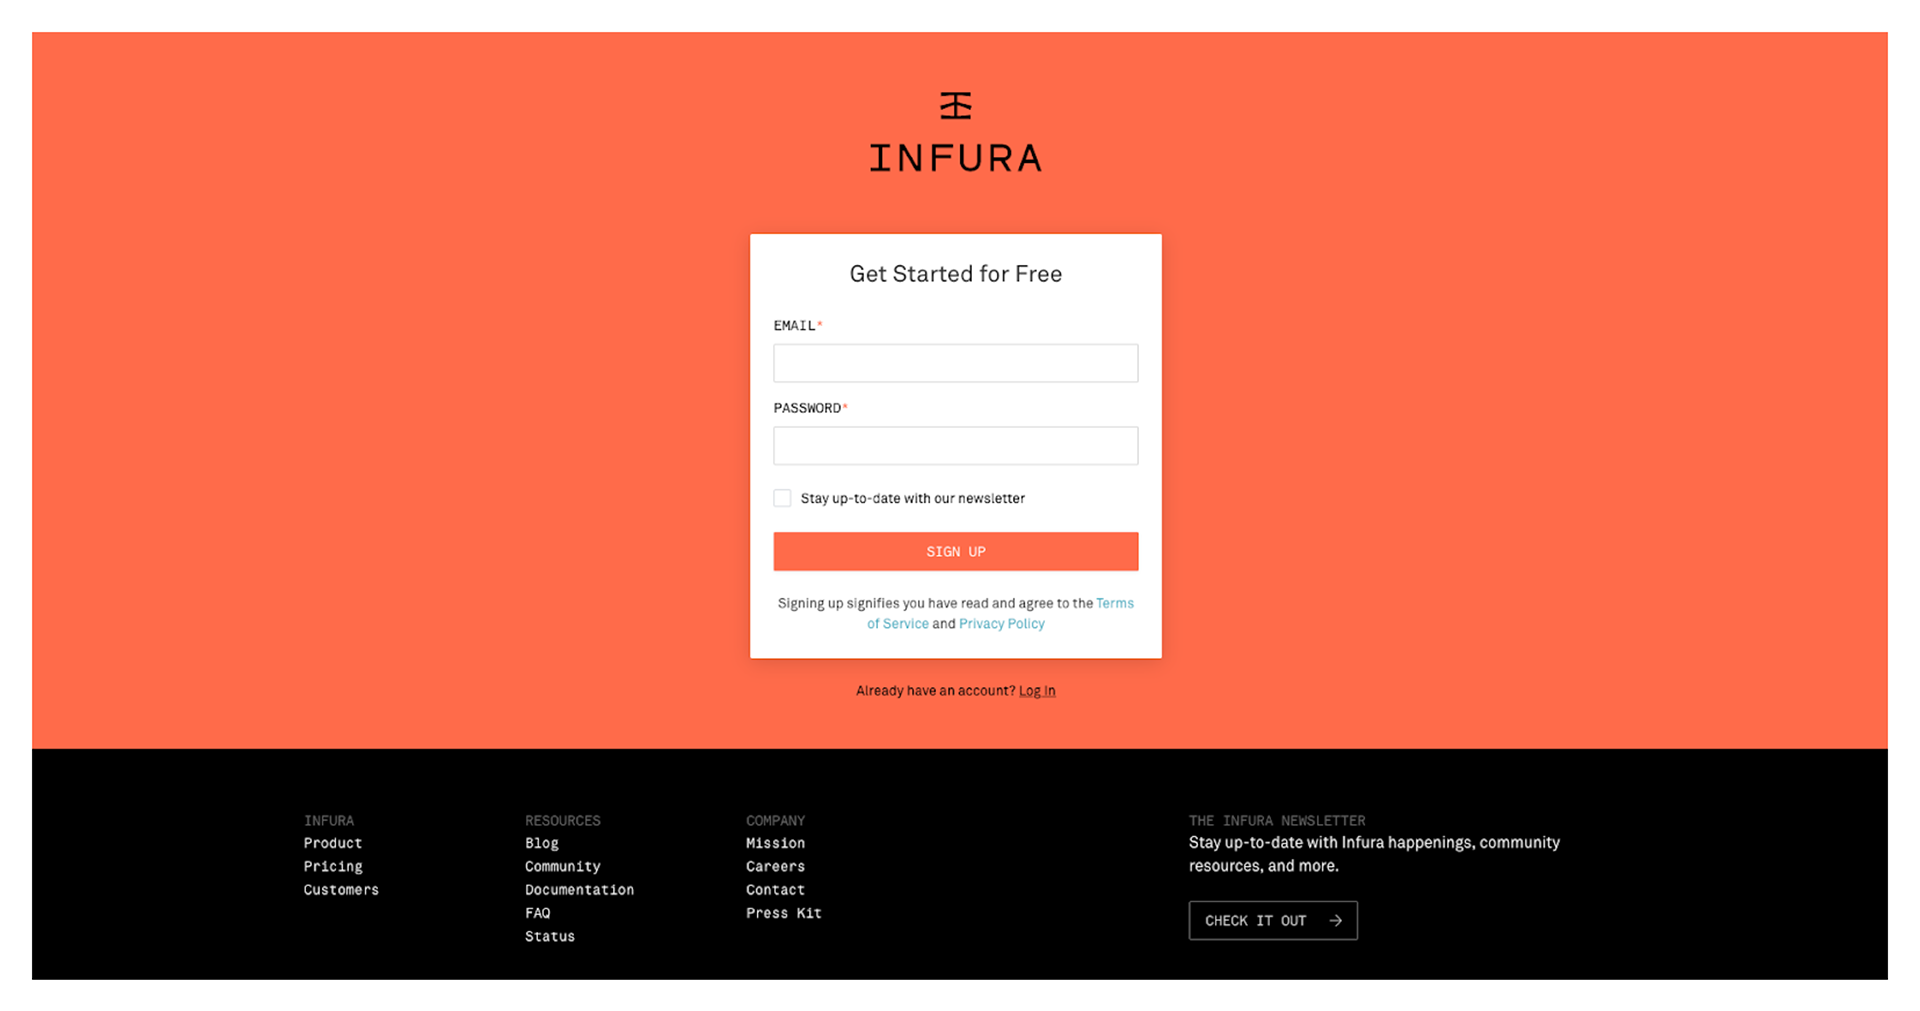 INFURA
Get Started for Free
EMAIL*
PASSWORD*
Stay up-to-date with our newsletter
SIGN UP
Signing up signifies you have read and agree to the Terms
of Service and Privacy Policy
Already have an account? Log In
INFURA
Product
Pricing
Customers
RESOURCES
Blog
Community
Documentation
FAQ
Status
COMPANY
Mission
Careers
Contact
Press Kit
THE INFURA NEWSLETTER
Stay up-to-date with Infura happenings, community
resources, and more.
CHECK IT OUT →